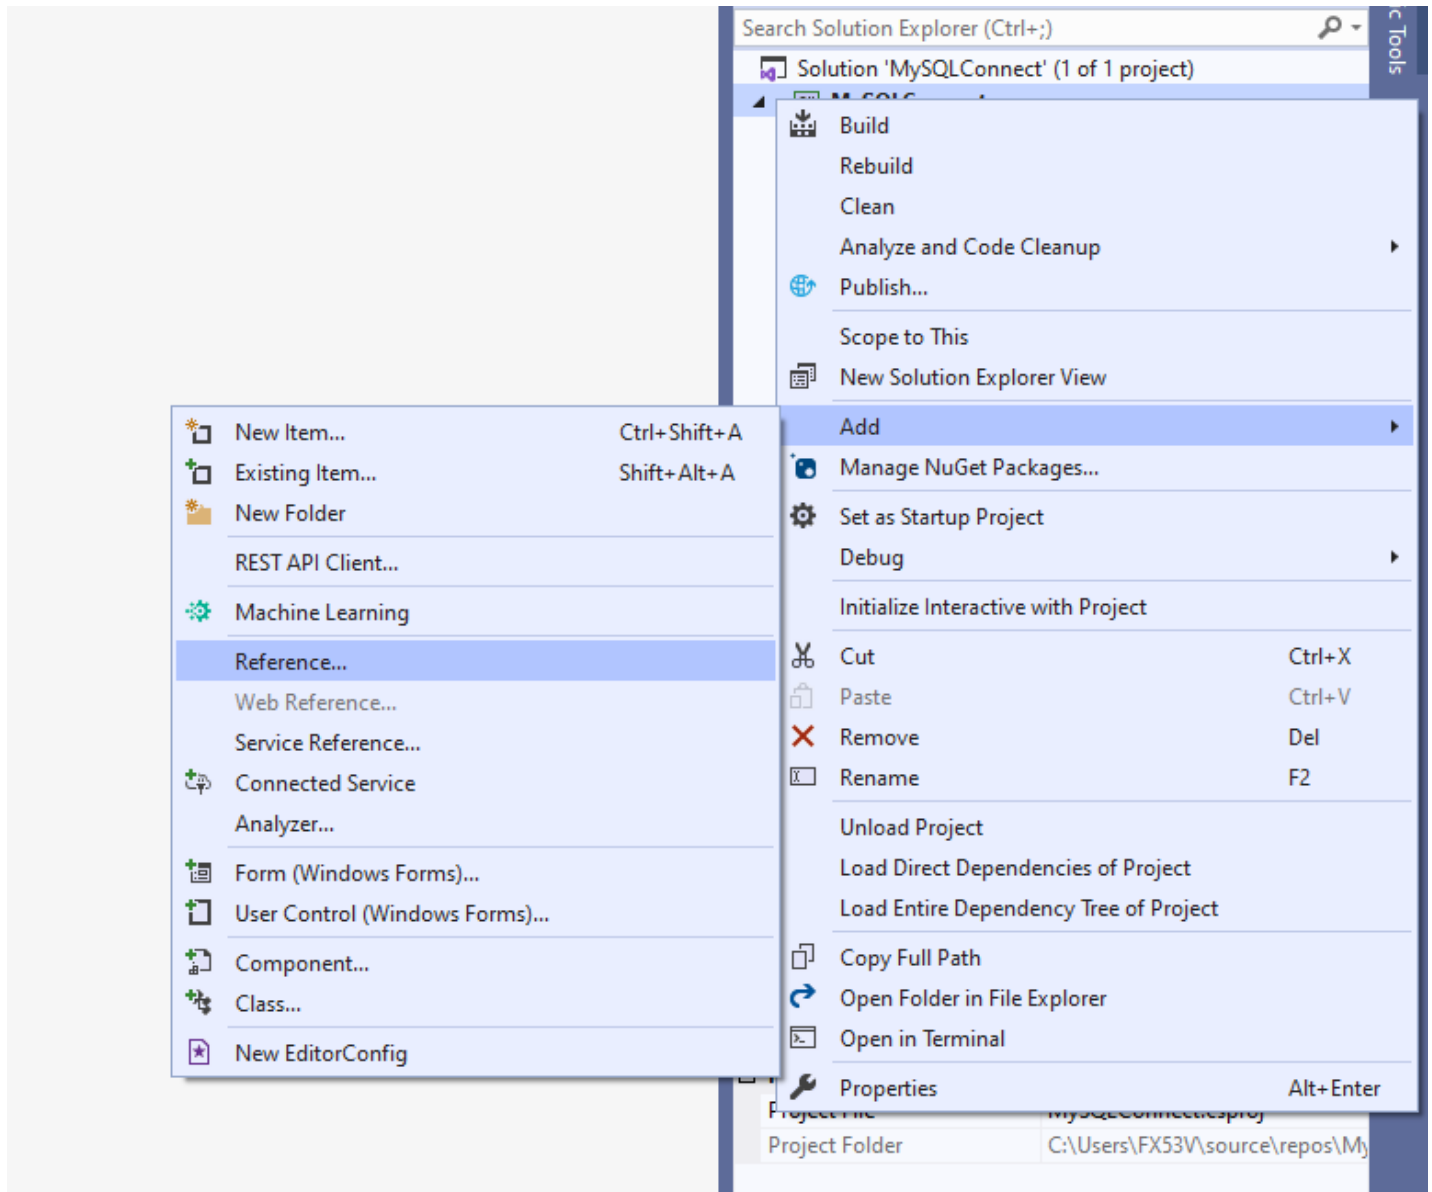 Search Solution Explorer (Ctrl+;)
Solution 'MySQLConnect' (1 of 1 project)
Build
Rebuild
Clean
Analyze and Code Cleanup
Publish...
Scope to This
New Solution Explorer View
Add
Manage NuGet Packages...
Set as Startup Project
Debug
Initialize Interactive with Project
Cut Ctrl+X
Paste Ctrl+V
Remove Del
Rename F2
Unload Project
Load Direct Dependencies of Project
Load Entire Dependency Tree of Project
Copy Full Path
Open Folder in File Explorer
Open in Terminal
Properties Alt+Enter
New Item... Ctrl+Shift+A
Existing Item... Shift+Alt+A
New Folder
REST API Client...
Machine Learning
Reference...
Web Reference...
Service Reference...
Connected Service
Analyzer...
Form (Windows Forms)...
User Control (Windows Forms)...
Component...
Class...
New EditorConfig
Project File MySQLConnect.csproj
Project Folder C:\Users\FX53V\source\repos\My
Tools